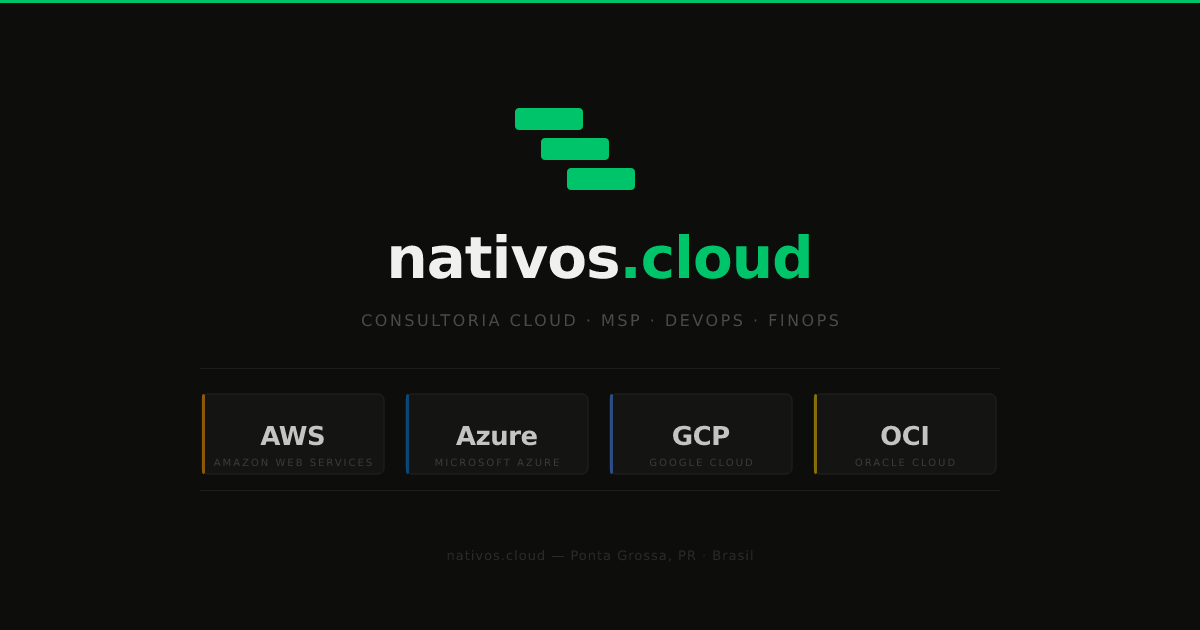 nativos.cloud
CONSULTORIA CLOUD · MSP · DEVOPS · FINOPS
AWS
AMAZON WEB SERVICES
Azure
MICROSOFT AZURE
GCP
GOOGLE CLOUD
OCI
ORACLE CLOUD
nativos.cloud — Ponta Grossa, PR · Brasil